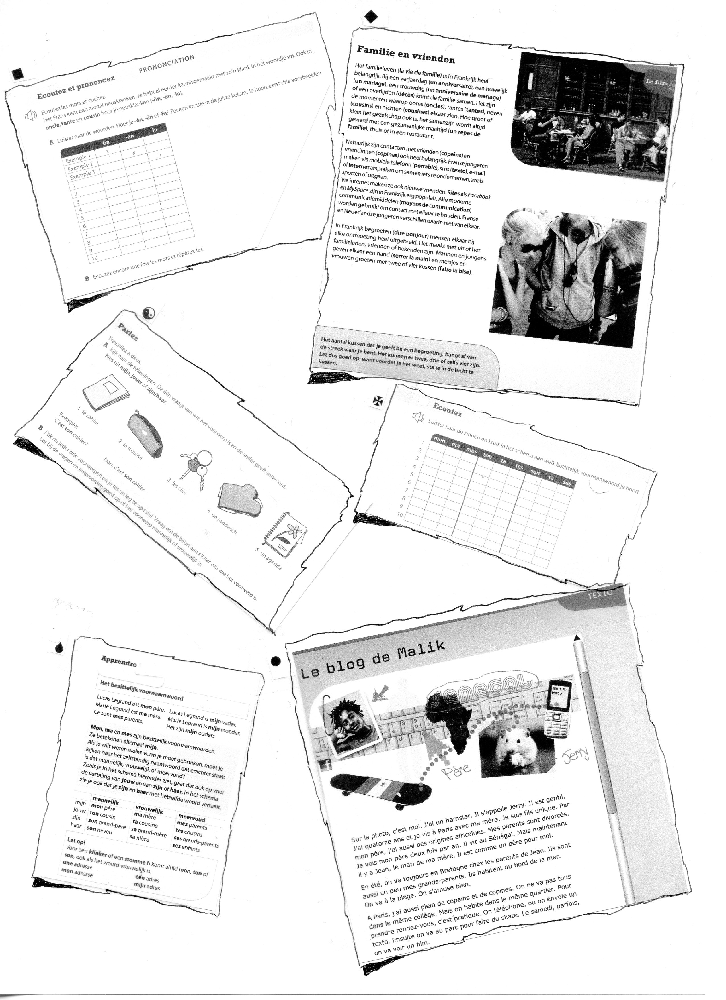 PRONONCIATION
Ecoutez et prononcez
Ecoutez les mots et cochez.
Het Frans kent een aantal neusklanken. Je hebt al eerder kennisgemaakt met zo'n klank in het woordje un. Ook in
oncle, tante en cousin hoor je neusklanken (-ôn, -ân, -în).
A Luister naar de woorden. Hoor je -ôn, -ân of -în? Zet een kruisje in de juiste kolom. Je hoort eerst drie voorbeelden.
-ôn -ân -în
Exemple 1 x
Exemple 2 x
Exemple 3 x
1
2
3
4
5
6
7
8
9
10
B Ecoutez encore une fois les mots et répétez-les.
Familie en vrienden
Het familieleven (la vie de famille) is in Frankrijk heel
belangrijk. Bij een verjaardag (un anniversaire), een huwelijk
(un mariage), een trouwdag (un anniversaire de mariage)
of een overlijden (décès) komt de familie samen. Het zijn
de momenten waarop ooms (oncles), tantes (tantes), neven
(cousins) en nichten (cousines) elkaar zien. Hoe groot of
klein het gezelschap ook is, het samenzijn wordt altijd
gevierd met een gezamenlijke maaltijd (un repas de
famille), thuis of in een restaurant.
Natuurlijk zijn contacten met vrienden (copains) en
vriendinnen (copines) ook heel belangrijk. Franse jongeren
maken via mobiele telefoon (portable), sms (texto), e-mail
of Internet afspraken om samen iets te ondernemen, zoals
sporten of uitgaan.
Via internet maken ze ook nieuwe vrienden. Sites als Facebook
en MySpace zijn in Frankrijk erg populair. Alle moderne
communicatiemiddelen (moyens de communication)
worden gebruikt om contact met elkaar te houden. Franse
en Nederlandse jongeren verschillen daarin niet van elkaar.
In Frankrijk begroeten (dire bonjour) mensen elkaar bij
elke ontmoeting heel uitgebreid. Het maakt niet uit of het
familieleden, vrienden of bekenden zijn. Mannen en jongens
geven elkaar een hand (serrer la main) en meisjes en
vrouwen groeten met twee of vier kussen (faire la bise).
Le film
Het aantal kussen dat je geeft bij een begroeting, hangt af van
de streek waar je bent. Het kunnen er twee, drie of zelfs vier zijn.
Let dus goed op, want voordat je het weet, sta je in de lucht te
kussen.
Parlez
Travaillez a deux.
A Kijk naar de tekeningen. De één vraagt van wie het voorwerp is en de ander geeft antwoord.
Kies uit mijn, jouw of zijn/haar.
1 le cahier
2 la trousse
3 les clés
4 un sandwich
5 un agenda
Exemple:
C'est ton cahier? Non, c'est son cahier.
B Pak nu ieder drie voorwerpen uit je tas en leg ze op tafel. Vraag om de beurt aan elkaar van wie het voorwerp is.
Let bij de vragen en antwoorden goed op of het voorwerp mannelijk of vrouwelijk is.
Ecoutez
Luister naar de zinnen en kruis in het schema aan welk bezittelijk voornaamwoord je hoort.
mon ma mes ton ta tes son sa ses
1
2
3
4
5
6
7
8
9
10
Apprendre
Het bezittelijk voornaamwoord
Lucas Legrand est mon père. Lucas Legrand is mijn vader.
Marie Legrand est ma mère. Marie Legrand is mijn moeder.
Ce sont mes parents. Het zijn mijn ouders.
Mon, ma en mes zijn bezittelijk voornaamwoorden.
Ze betekenen allemaal mijn.
Als je wilt weten welke vorm je moet gebruiken, moet je
kijken naar het zelfstandig naamwoord dat erachter staat:
is dat mannelijk, vrouwelijk of meervoud?
Zoals je in het schema hieronder ziet, gaat dat ook op voor
de vertaling van jouw en van zijn of haar. In het schema
zie je ook dat je zijn en haar met hetzelfde woord vertaalt.
mannelijk vrouwelijk meervoud
mijn mon père ma mère mes parents
jouw ton cousin ta cousine tes cousins
zijn son grand-père sa grand-mère ses grands-parents
haar son neveu sa nièce ses enfants
Let op!
Voor een klinker of een stomme h komt altijd mon, ton of
son, ook als het woord vrouwelijk is:
une adresse een adres
mon adresse mijn adres
TEXTO
Le blog de Malik
senegal
SKATE AU
PARC ?
Père
Jerry
Sur la photo, c'est moi. J'ai un hamster. Il s'appelle Jerry. Il est gentil.
J'ai quatorze ans et je vis à Paris avec ma mère. Je suis fils unique. Par
mon père, j'ai aussi des origines africaines. Mes parents sont divorcés.
Je vois mon père deux fois par an. Il vit au Sénégal. Mais maintenant
il y a Jean, le mari de ma mère. Il est comme un père pour moi.
En été, on va toujours en Bretagne chez les parents de Jean. Ils sont
aussi un peu mes grands-parents. Ils habitent au bord de la mer.
On va à la plage. On s'amuse bien.
A Paris, j'ai aussi plein de copains et de copines. On ne va pas tous
dans le même collège. Mais on habite dans le même quartier. Pour
prendre rendez-vous, c'est pratique. On téléphone, ou on envoie un
texto. Ensuite on va au parc pour faire du skate. Le samedi, parfois,
on va voir un film.